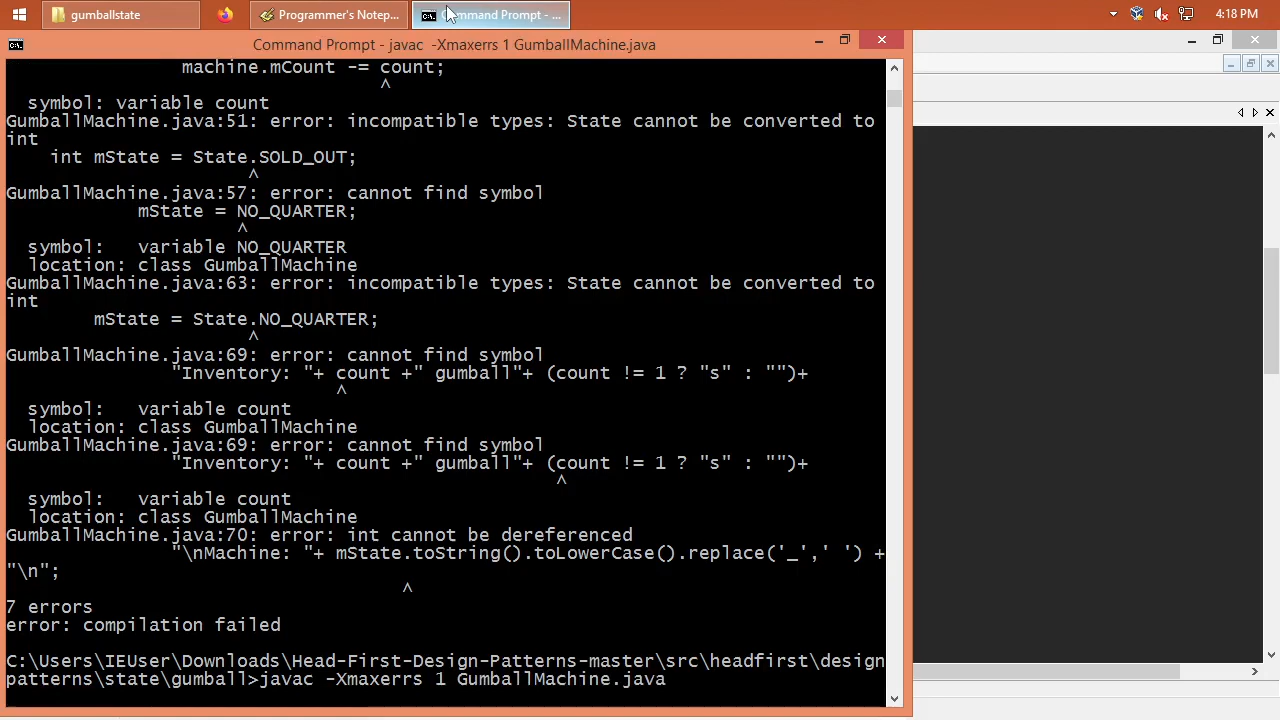 gumballstate
Programmer's Notep...
Command Prompt - ...
4:18 PM
Command Prompt - javac  -Xmaxerrs 1 GumballMachine.java
machine.mCount -= count;
^
symbol: variable count
GumballMachine.java:51: error: incompatible types: State cannot be converted to
int
int mState = State.SOLD_OUT;
^
GumballMachine.java:57: error: cannot find symbol
mState = NO_QUARTER;
^
symbol:   variable NO_QUARTER
location: class GumballMachine
GumballMachine.java:63: error: incompatible types: State cannot be converted to
int
mState = State.NO_QUARTER;
^
GumballMachine.java:69: error: cannot find symbol
"Inventory: "+ count +" gumball"+ (count != 1 ? "s" : "")+
^
symbol:   variable count
location: class GumballMachine
GumballMachine.java:69: error: cannot find symbol
"Inventory: "+ count +" gumball"+ (count != 1 ? "s" : "")+
^
symbol:   variable count
location: class GumballMachine
GumballMachine.java:70: error: int cannot be dereferenced
"\nMachine: "+ mState.toString().toLowerCase().replace('_',' ') +
"\n";
^
7 errors
error: compilation failed
C:\Users\IEUser\Downloads\Head-First-Design-Patterns-master\src\headfirst\design
patterns\state\gumball>javac -Xmaxerrs 1 GumballMachine.java